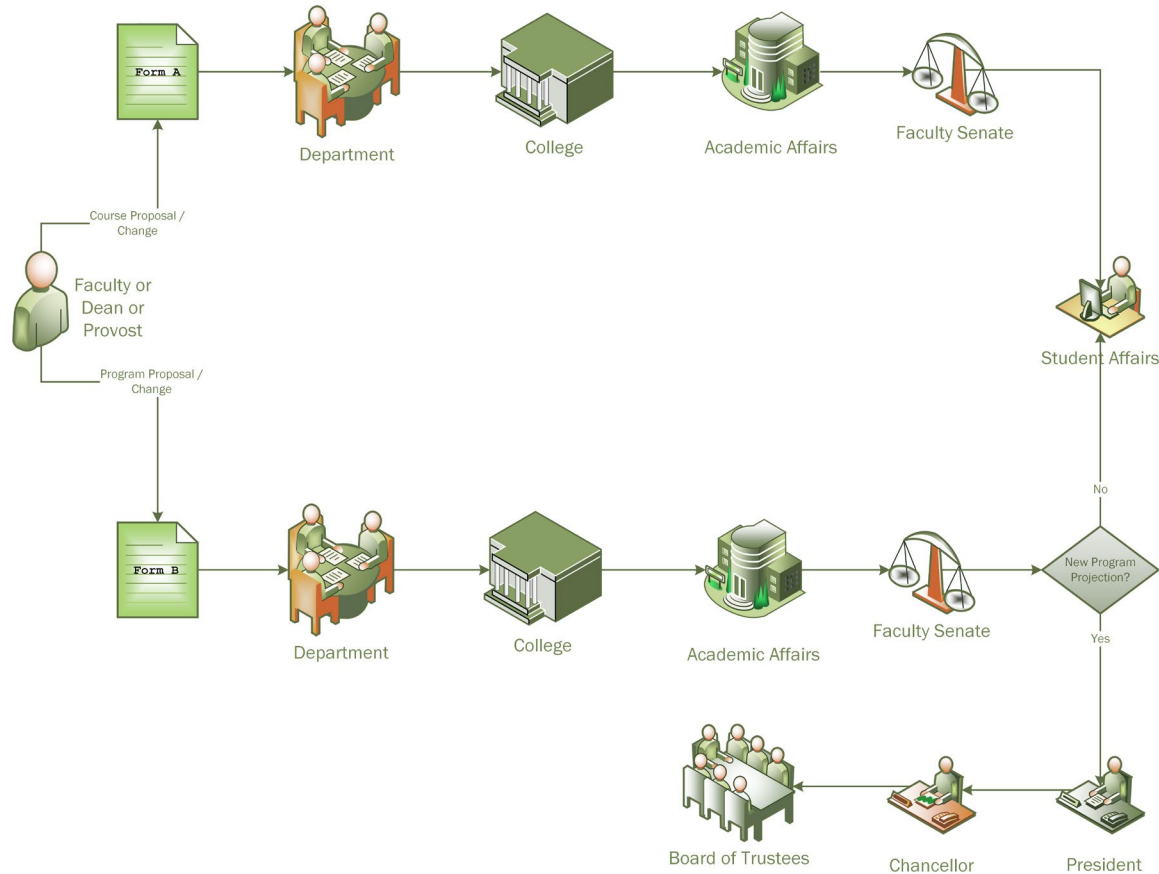 Form A
Department
College
Academic Affairs
Faculty Senate
Course Proposal /
Change
Faculty or
Dean or
Provost
Student Affairs
Program Proposal /
Change
No
Form B
New Program
Projection?
Department
College
Academic Affairs
Faculty Senate
Yes
Board of Trustees
Chancellor
President